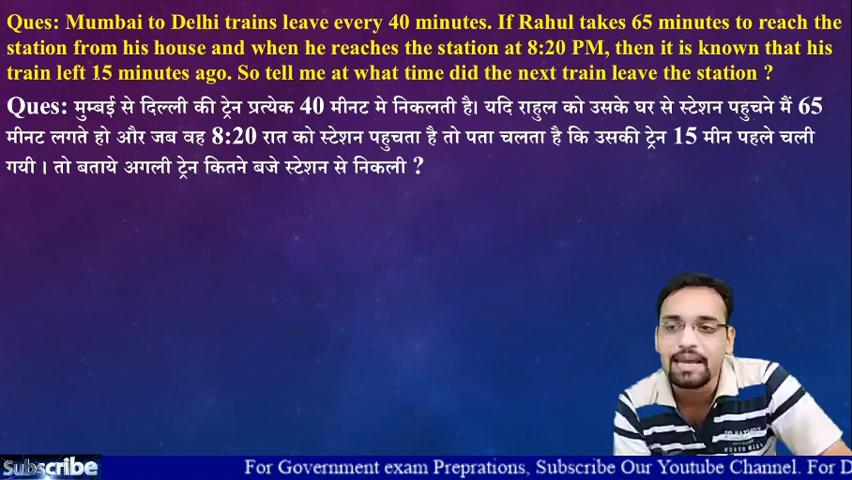 Ques: Mumbai to Delhi trains leave every 40 minutes. If Rahul takes 65 minutes to reach the
station from his house and when he reaches the station at 8:20 PM, then it is known that his
train left 15 minutes ago. So tell me at what time did the next train leave the station ?
Ques: मुम्बई से दिल्ली की ट्रेन प्रत्येक 40 मीनट मे निकलती है। यदि राहुल को उसके घर से स्टेशन पहुचने मैं 65
मीनट लगते हो और जब वह 8:20 रात को स्टेशन पहुचता है तो पता चलता है कि उसकी ट्रेन 15 मीन पहले चली
गयी । तो बताये अगली ट्रेन कितने बजे स्टेशन से निकली ?
Subscribe
For Government exam Preprations, Subscribe Our Youtube Channel. For D